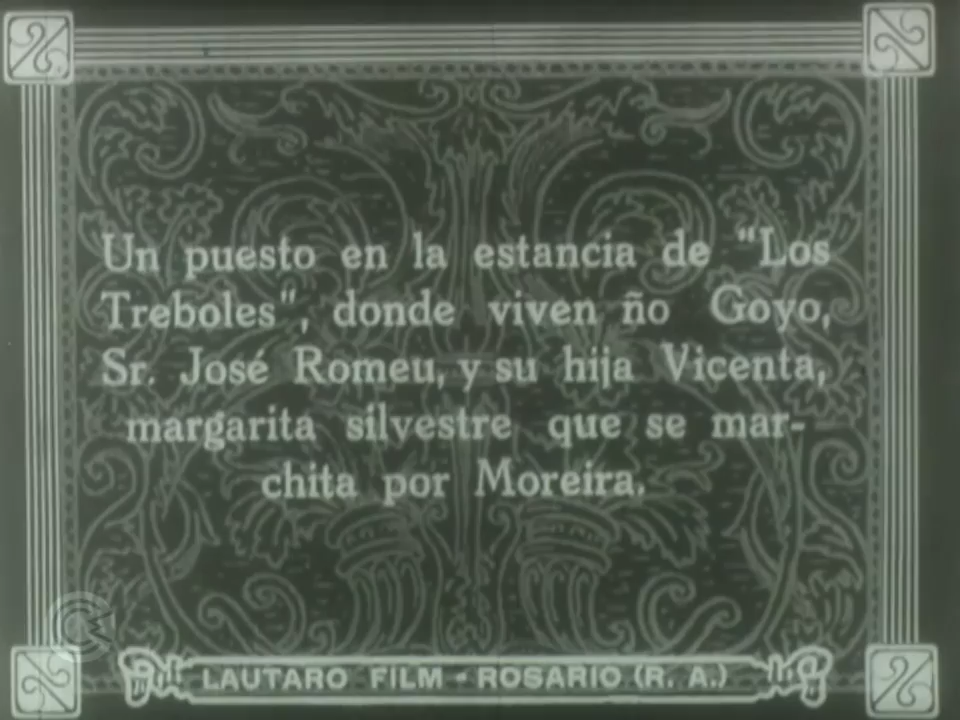 Un puesto en la estancia de "Los
Treboles", donde viven ño Goyo,
Sr. José Romeu, y su hija Vicenta,
margarita silvestre que se mar-
chita por Moreira.
LAUTARO FILM - ROSARIO (R. A.)